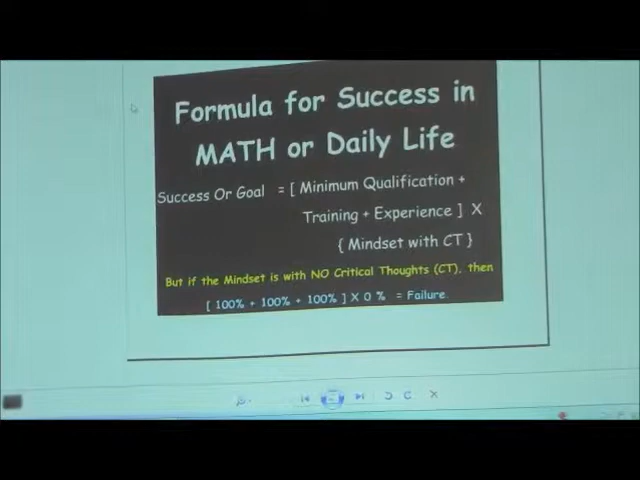 Formula for Success in
MATH or Daily Life
Success Or Goal = [ Minimum Qualification +
Training + Experience ] X
{ Mindset with CT }
But if the Mindset is with NO Critical Thoughts (CT), then
[ 100% + 100% + 100% ] X 0 % = Failure.